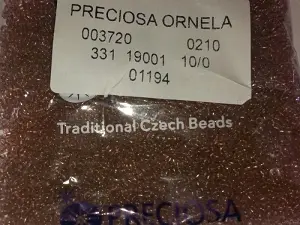 PRECIOSA ORNELA
003720 0210
331 19001 10/0
01194
Traditional Czech Beads
PRECIOSA